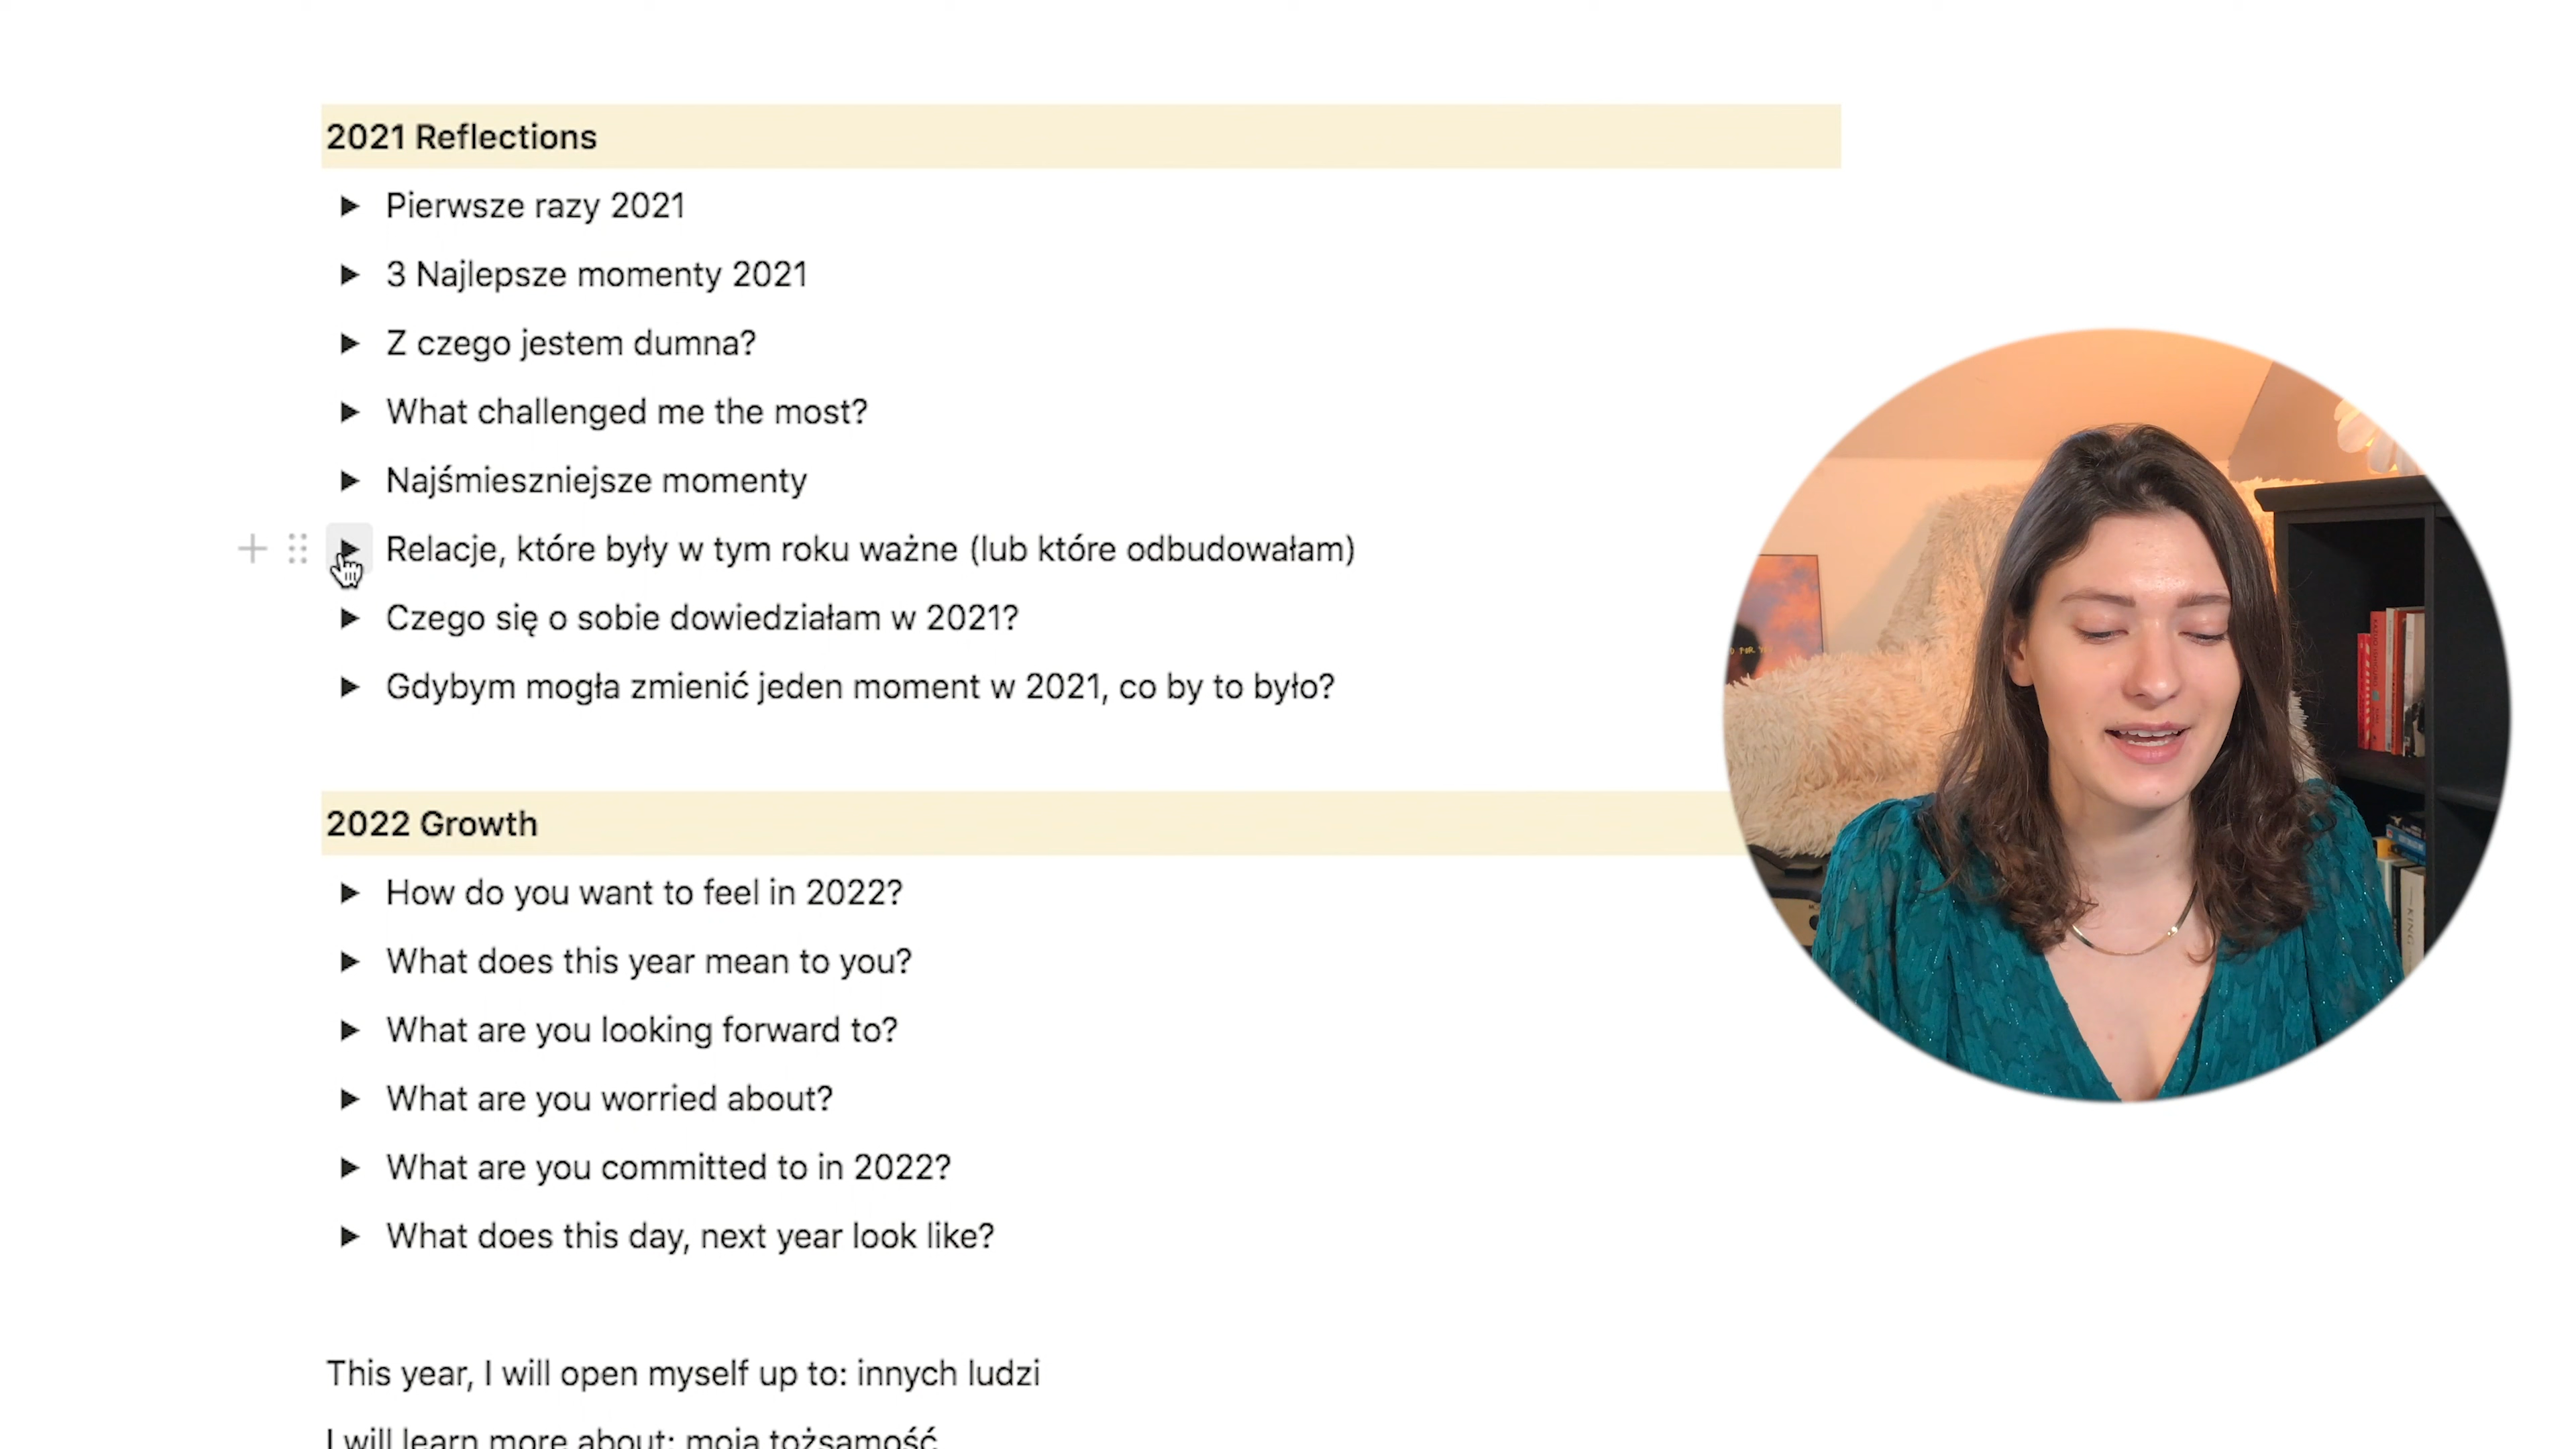 2021 Reflections
Pierwsze razy 2021
3 Najlepsze momenty 2021
Z czego jestem dumna?
What challenged me the most?
Najśmieszniejsze momenty
Relacje, które były w tym roku ważne (lub które odbudowałam)
Czego się o sobie dowiedziałam w 2021?
Gdybym mogła zmienić jeden moment w 2021, co by to było?
2022 Growth
How do you want to feel in 2022?
What does this year mean to you?
What are you looking forward to?
What are you worried about?
What are you committed to in 2022?
What does this day, next year look like?
This year, I will open myself up to: innych ludzi
I will learn more about: moja tożsamość
KING